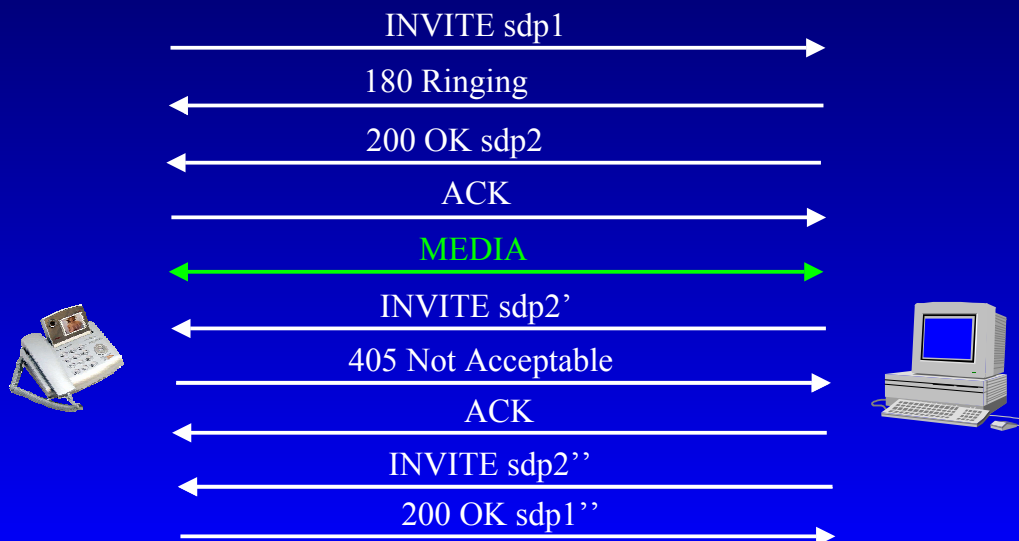 INVITE sdp1
180 Ringing
200 OK sdp2
ACK
MEDIA
INVITE sdp2’
405 Not Acceptable
ACK
INVITE sdp2’’
200 OK sdp1’’